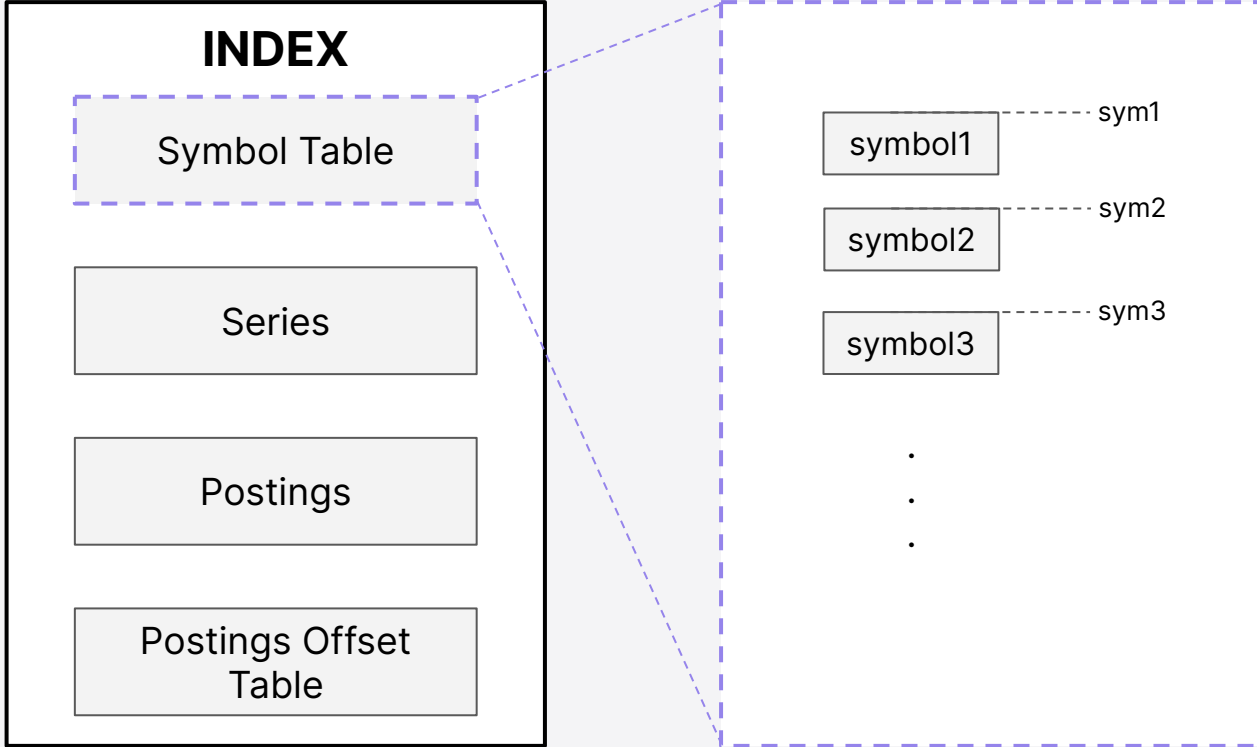 INDEX
Symbol Table
Series
Postings
Postings Offset
Table
sym1
symbol1
sym2
symbol2
sym3
symbol3
.
.
.